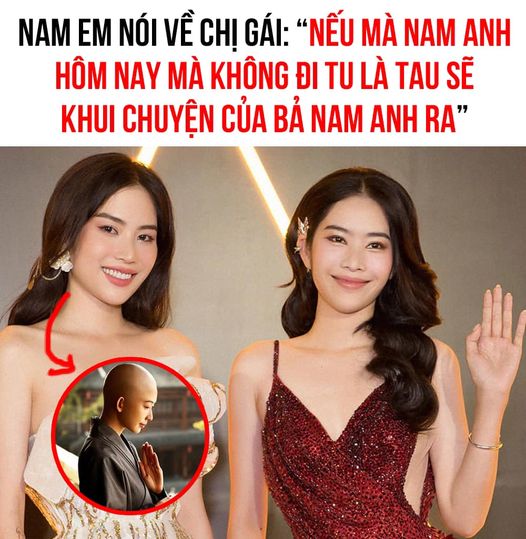 NAM EM NÓI VỀ CHỊ GÁI: “NẾU MÀ NAM ANH
HÔM NAY MÀ KHÔNG ĐI TU LÀ TAU SẼ
KHUI CHUYỆN CỦA BẢ NAM ANH RA”